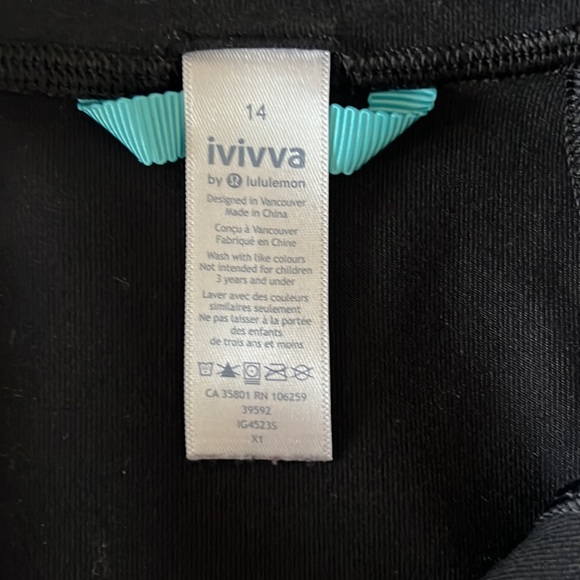 14
ivivva
by lululemon
Designed in Vancouver
Made in China
Conçu à Vancouver
Fabriqué en Chine
Wash with like colours
Not intended for children
3 years and under
Laver avec des couleurs
similaires seulement
Ne pas laisser à la portée
des enfants
de trois ans et moins
CA 35801 RN 106259
39592
IG4523S
X1